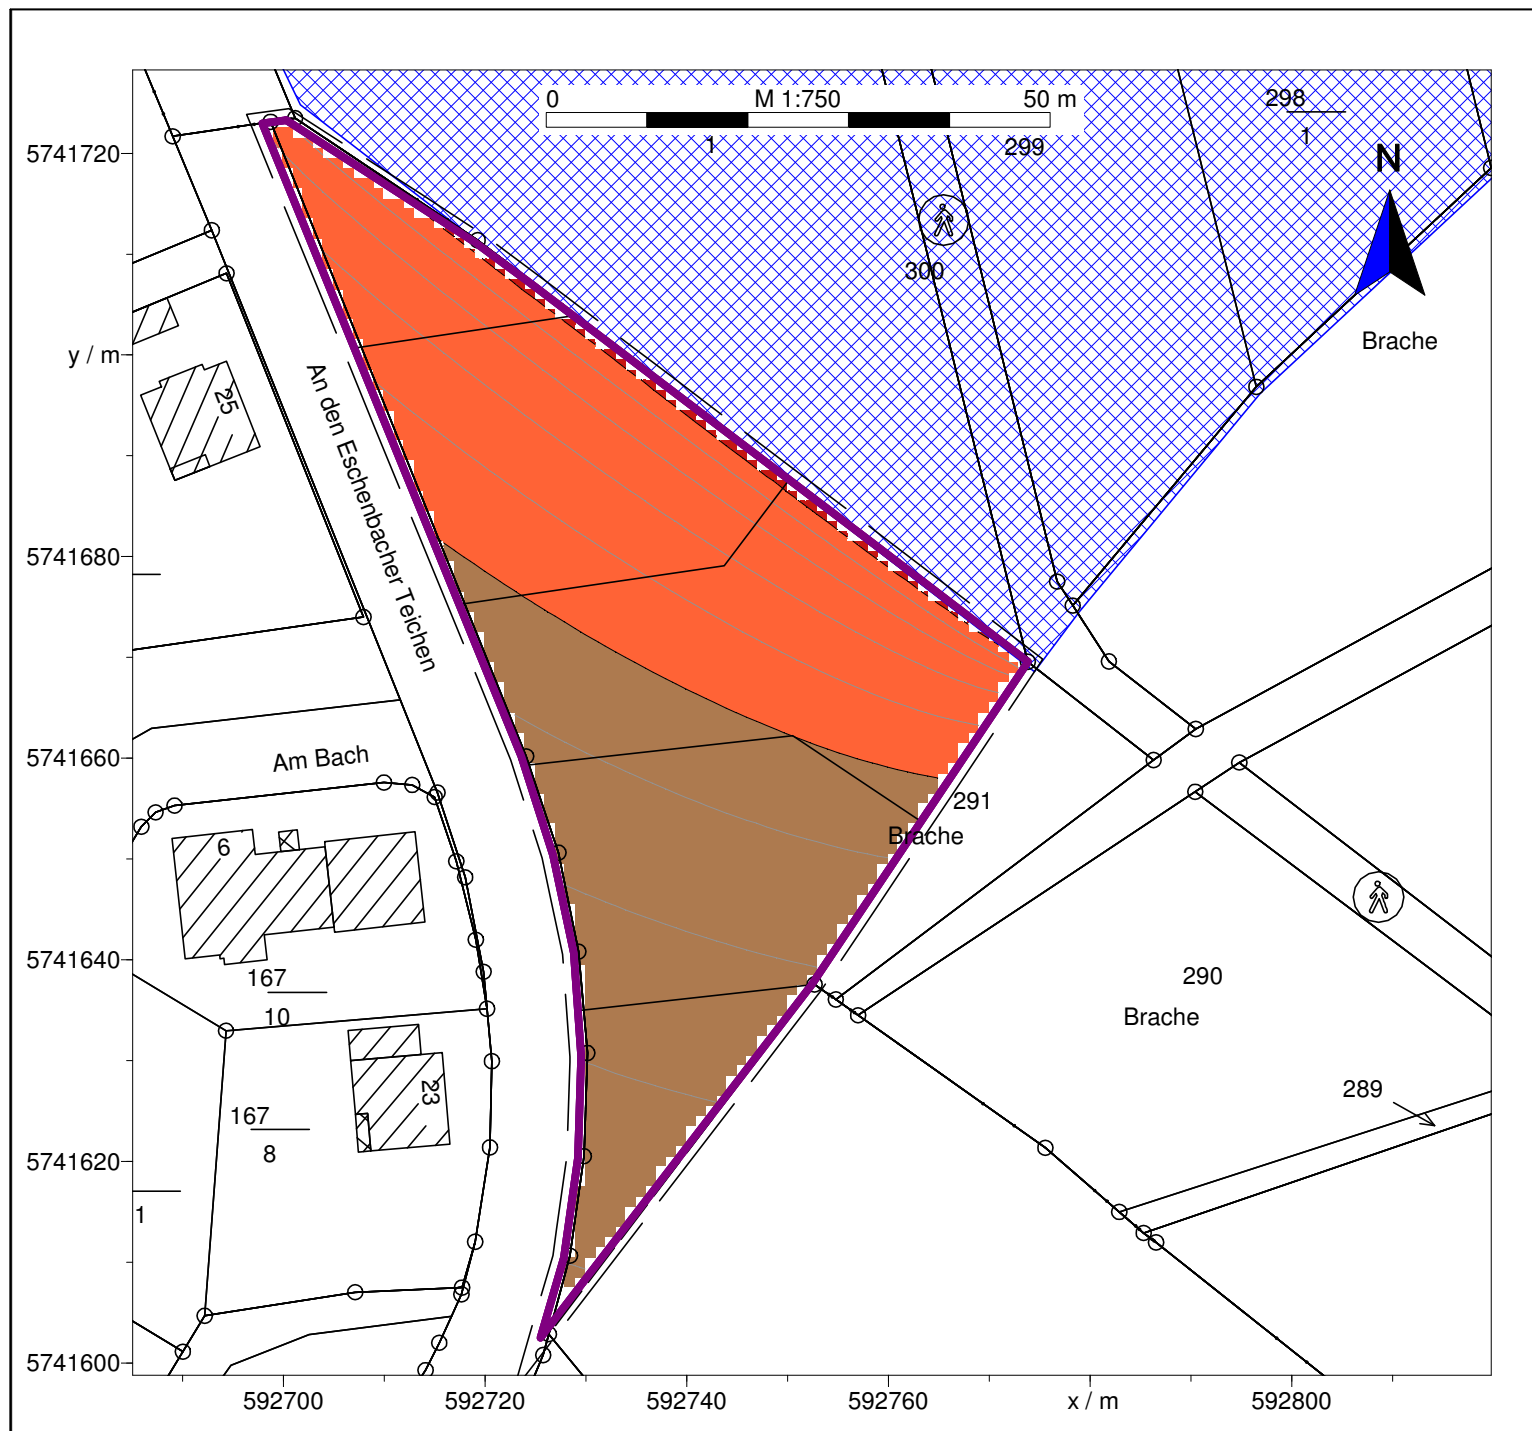 0 M 1:750 50 m
298
1
1
299
N
5741720
300
Brache
y / m
25
An den Eschenbacher Teichen
5741680
5741660
Am Bach
291
Brache
6
5741640
167
10
290
Brache
23
289
167
8
5741620
1
5741600
592700 592720 592740 592760 x / m 592800